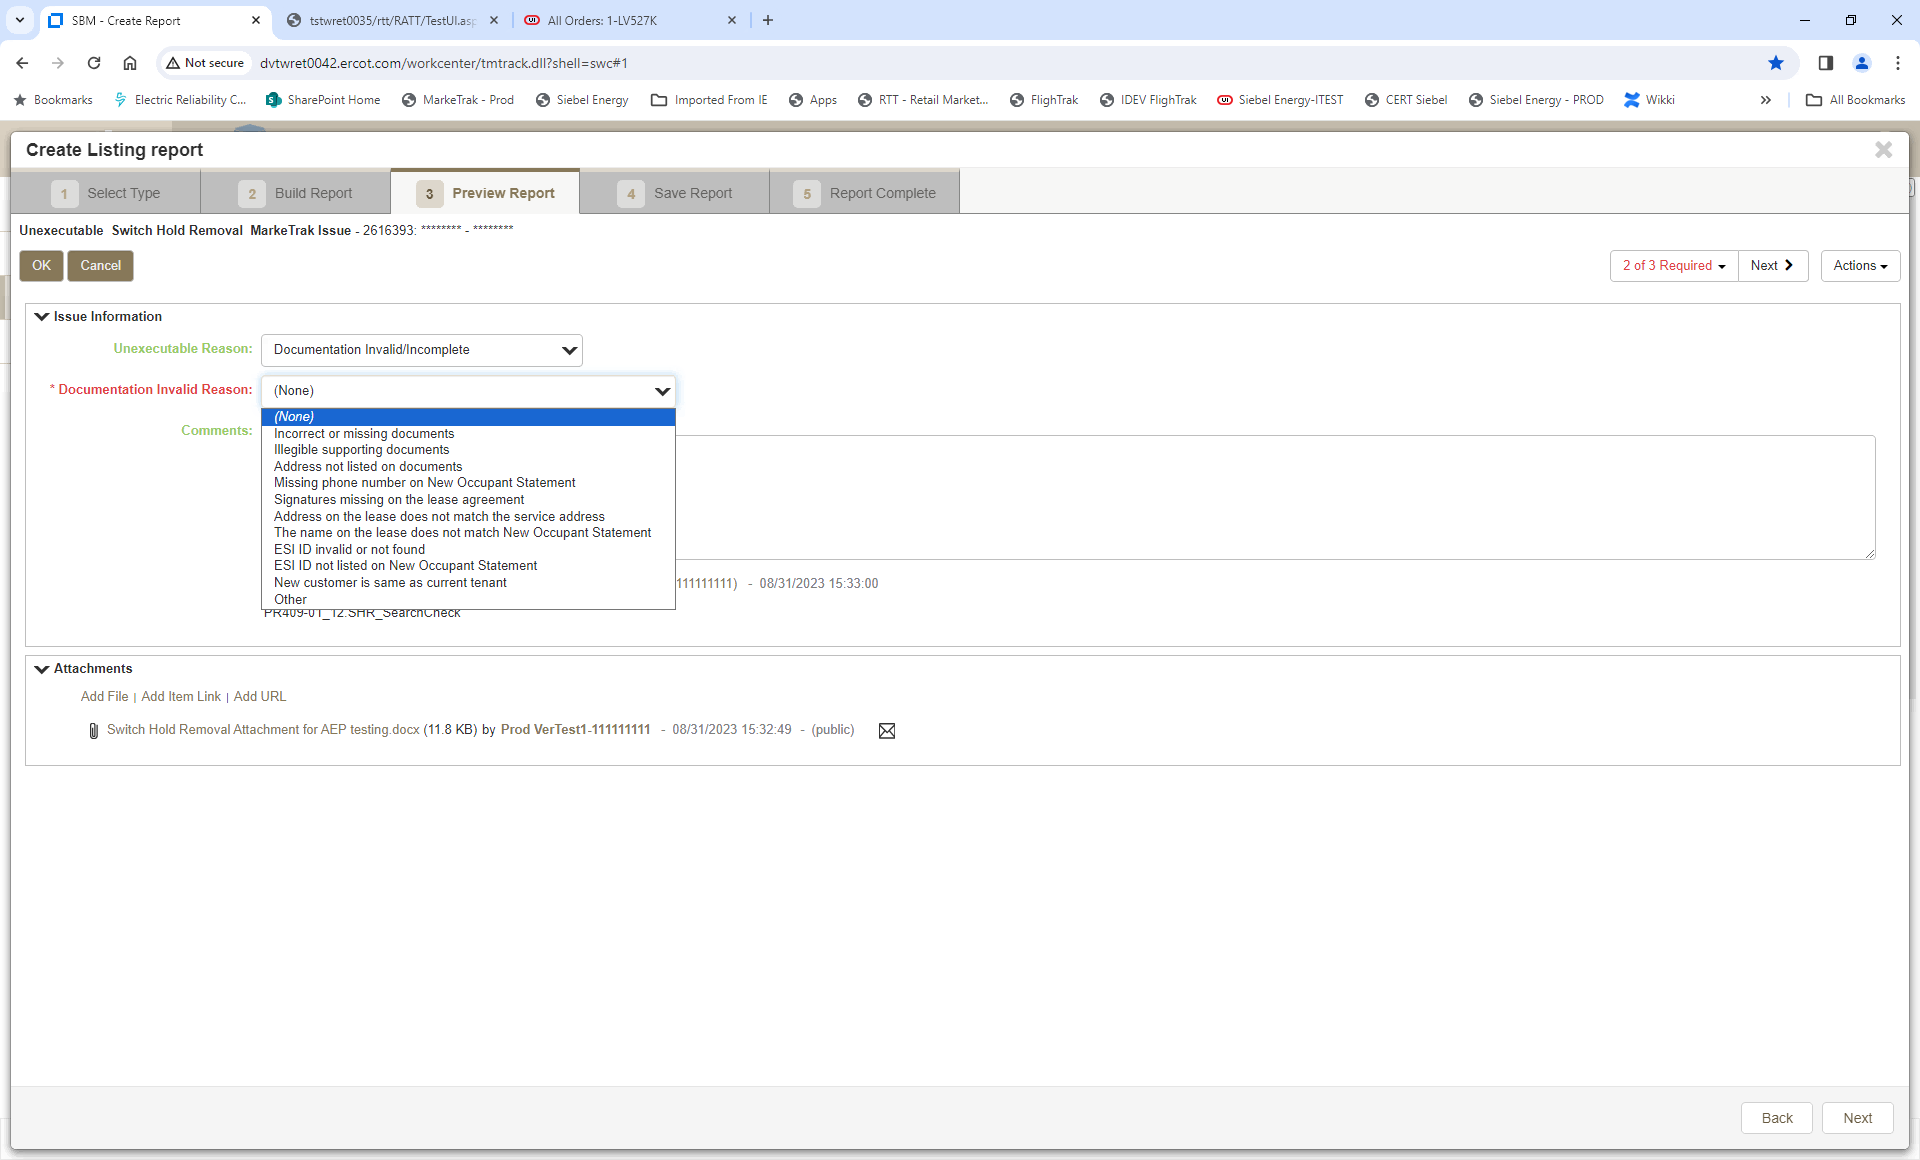 SBM - Create Report
tstwret0035/rtt/RATT/TestUI.asp
All Orders: 1-LV527K
Not secure
dvtwret0042.ercot.com/workcenter/tmtrack.dll?shell=swc#1
Bookmarks
Electric Reliability C...
SharePoint Home
MarkeTrak - Prod
Siebel Energy
Imported From IE
Apps
RTT - Retail Market...
FlighTrak
IDEV FlighTrak
Siebel Energy-ITEST
CERT Siebel
Siebel Energy - PROD
Wikki
All Bookmarks
Create Listing report
1 Select Type
2 Build Report
3 Preview Report
4 Save Report
5 Report Complete
Unexecutable Switch Hold Removal MarkeTrak Issue - 2616393: ******** - ********
OK
Cancel
2 of 3 Required
Next
Actions
Issue Information
Unexecutable Reason: Documentation Invalid/Incomplete
* Documentation Invalid Reason: (None)
(None)
Comments:
Incorrect or missing documents
Illegible supporting documents
Address not listed on documents
Missing phone number on New Occupant Statement
Signatures missing on the lease agreement
Address on the lease does not match the service address
The name on the lease does not match New Occupant Statement
ESI ID invalid or not found
ESI ID not listed on New Occupant Statement
New customer is same as current tenant
Other
111111111) - 08/31/2023 15:33:00
PR409-01_12.SHR_SearchCheck
Attachments
Add File | Add Item Link | Add URL
Switch Hold Removal Attachment for AEP testing.docx (11.8 KB) by Prod VerTest1-111111111 - 08/31/2023 15:32:49 - (public)
Back
Next